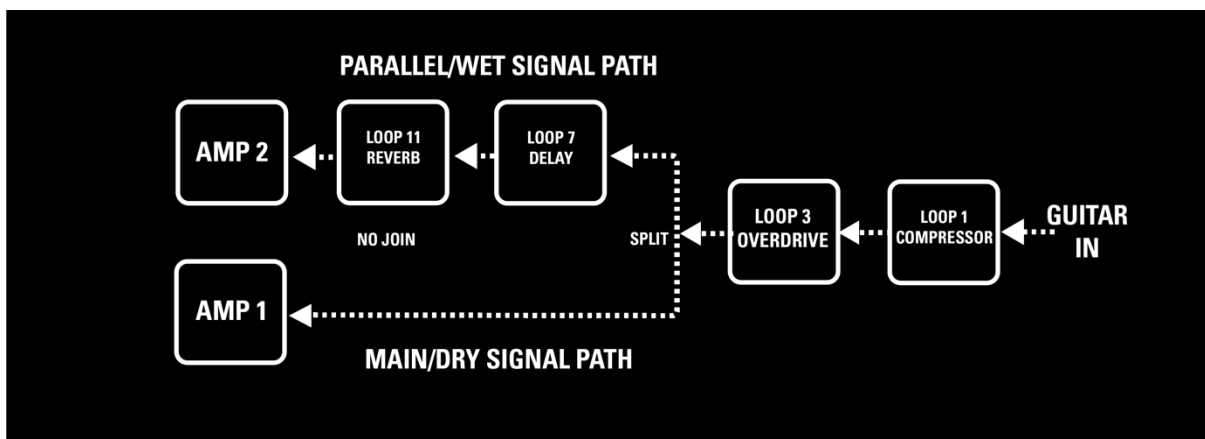 PARALLEL/WET SIGNAL PATH
AMP 2
LOOP 11
REVERB
LOOP 7
DELAY
NO JOIN
SPLIT
LOOP 3
OVERDRIVE
LOOP 1
COMPRESSOR
GUITAR
IN
AMP 1
MAIN/DRY SIGNAL PATH